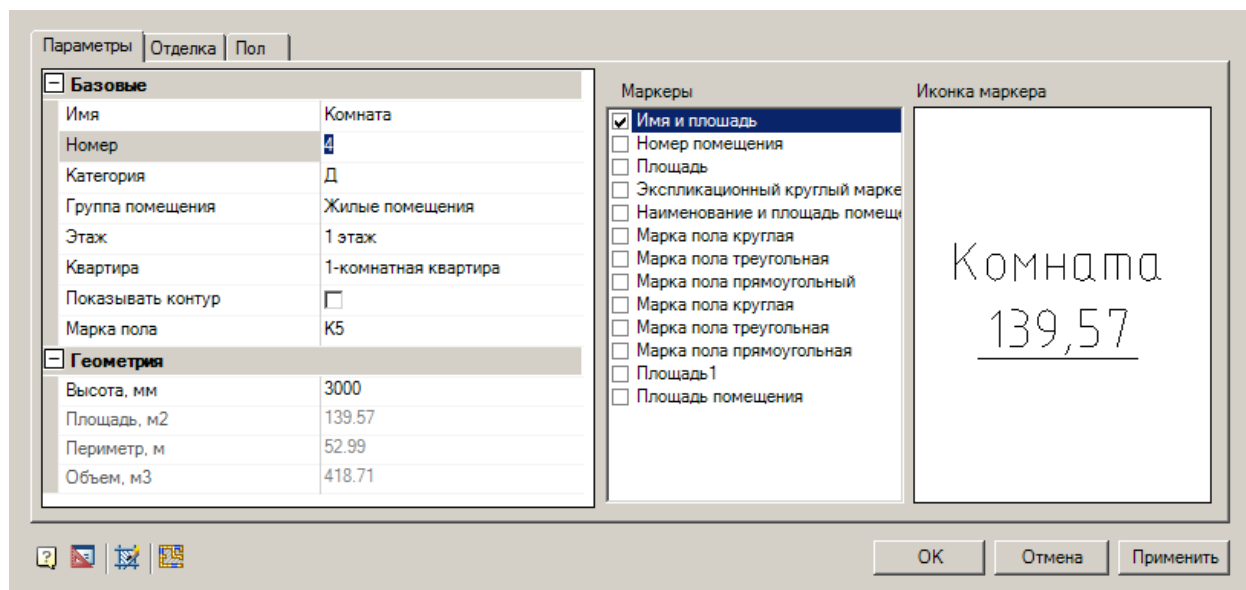 Параметры Отделка Пол
Базовые
Имя Комната
Номер 4
Категория Д
Группа помещения Жилые помещения
Этаж 1 этаж
Квартира 1-комнатная квартира
Показывать контур
Марка пола К5
Геометрия
Высота, мм 3000
Площадь, м2 139.57
Периметр, м 52.99
Объем, м3 418.71
Маркеры
Имя и плошадь
Номер помещения
Площадь
Экспликационный круглый марке
Наименование и площадь помеще
Марка пола круглая
Марка пола треугольная
Марка пола прямоугольный
Марка пола круглая
Марка пола треугольная
Марка пола прямоугольная
Площадь1
Площадь помещения
Иконка маркера
Комната
139,57
OK Отмена Применить